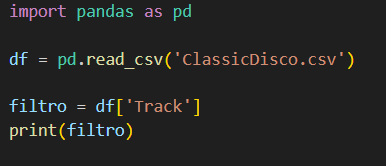 import pandas as pd
df = pd.read_csv('ClassicDisco.csv')
filtro = df['Track']
print(filtro)